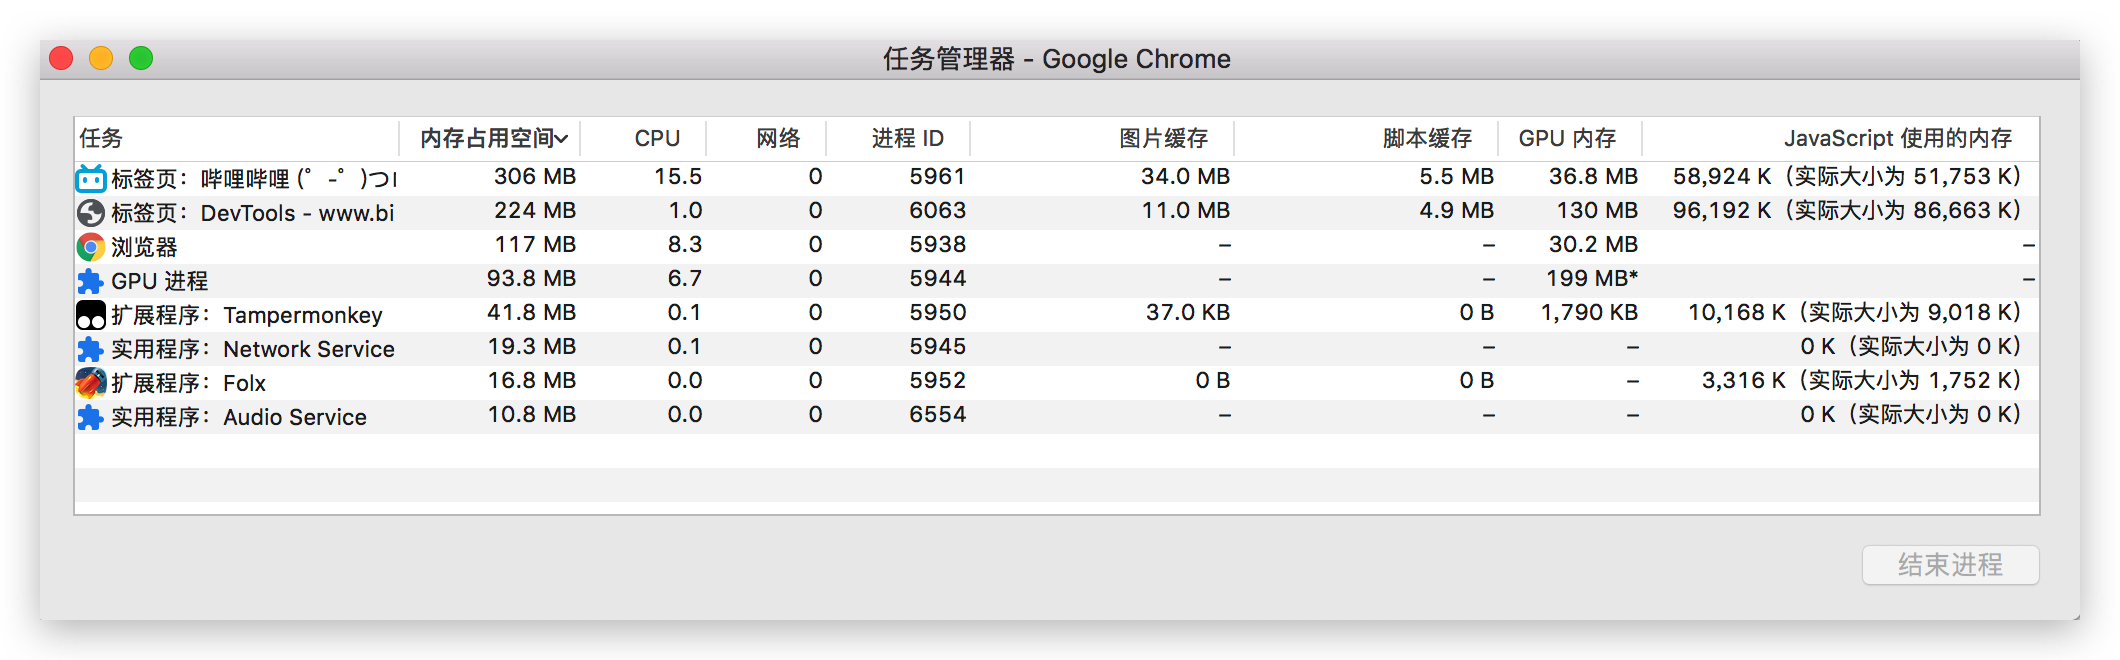 任务管理器 - Google Chrome
任务 内存占用空间 CPU 网络 进程 ID 图片缓存 脚本缓存 GPU 内存 JavaScript 使用的内存
标签页：哔哩哔哩 (゜-゜)つ 306 MB 15.5 0 5961 34.0 MB 5.5 MB 36.8 MB 58,924 K（实际大小为 51,753 K）
标签页：DevTools - www.bi 224 MB 1.0 0 6063 11.0 MB 4.9 MB 130 MB 96,192 K（实际大小为 86,663 K）
浏览器 117 MB 8.3 0 5938 – – 30.2 MB –
GPU 进程 93.8 MB 6.7 0 5944 – – 199 MB* –
扩展程序：Tampermonkey 41.8 MB 0.1 0 5950 37.0 KB 0 B 1,790 KB 10,168 K（实际大小为 9,018 K）
实用程序：Network Service 19.3 MB 0.1 0 5945 – – – 0 K（实际大小为 0 K）
扩展程序：Folx 16.8 MB 0.0 0 5952 0 B 0 B – 3,316 K（实际大小为 1,752 K）
实用程序：Audio Service 10.8 MB 0.0 0 6554 – – – 0 K（实际大小为 0 K）
结束进程